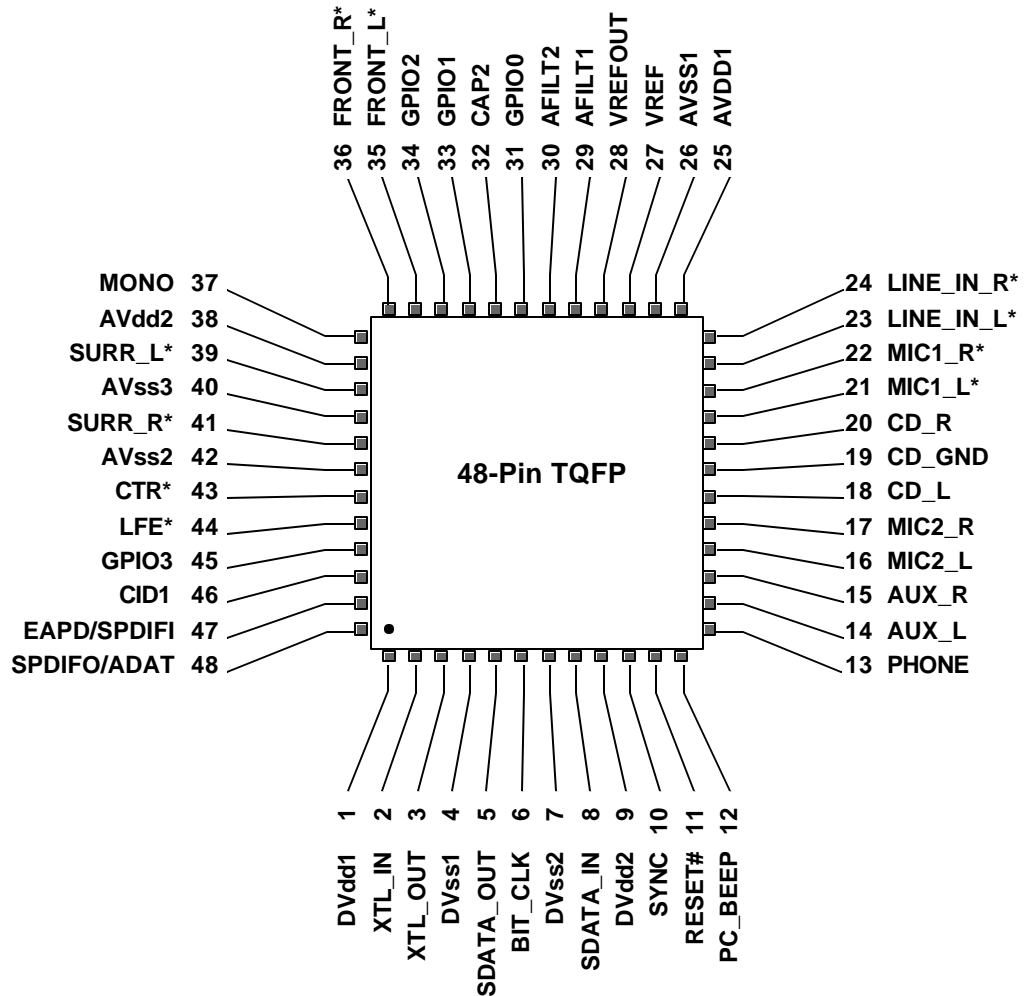 36 FRONT_R*
35 FRONT_L*
34 GPIO2
33 GPIO1
32 CAP2
31 GPIO0
30 AFILT2
29 AFILT1
28 VREFOUT
27 VREF
26 AVSS1
25 AVDD1
MONO 37
AVdd2 38
SURR_L* 39
AVss3 40
SURR_R* 41
AVss2 42
CTR* 43
LFE* 44
GPIO3 45
CID1 46
EAPD/SPDIFI 47
SPDIFO/ADAT 48
48-Pin TQFP
24 LINE_IN_R*
23 LINE_IN_L*
22 MIC1_R*
21 MIC1_L*
20 CD_R
19 CD_GND
18 CD_L
17 MIC2_R
16 MIC2_L
15 AUX_R
14 AUX_L
13 PHONE
DVdd1 1
XTL_IN 2
XTL_OUT 3
DVss1 4
SDATA_OUT 5
BIT_CLK 6
DVss2 7
SDATA_IN 8
DVdd2 9
SYNC 10
RESET# 11
PC_BEEP 12